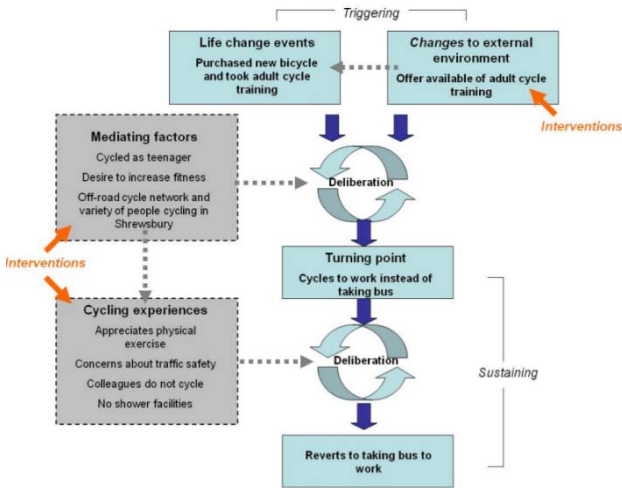 Triggering
Life change events
Purchased new bicycle
and took adult cycle
training
Changes to external
environment
Offer available of adult cycle
training
Interventions
Mediating factors
Cycled as teenager
Desire to increase fitness
Off-road cycle network and
variety of people cycling in
Shrewsbury
Deliberation
Interventions
Turning point
Cycles to work instead of
taking bus
Cycling experiences
Appreciates physical
exercise
Concerns about traffic safety
Colleagues do not cycle
No shower facilities
Deliberation
Sustaining
Reverts to taking bus to
work